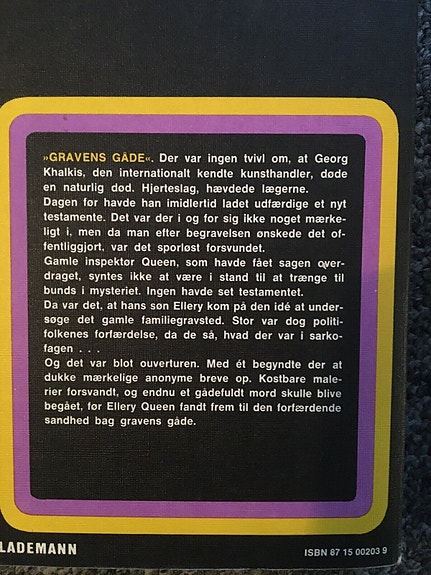 »GRAVENS GÅDE«. Der var ingen tvivl om, at Georg
Khalkis, den internationalt kendte kunsthandler, døde
en naturlig død. Hjerteslag, hævdede lægerne.
Dagen før havde han imidlertid ladet udfærdige et nyt
testamente. Det var der i og for sig ikke noget mærke-
ligt i, men da man efter begravelsen ønskede det of-
fentliggjort, var det sporløst forsvundet.
Gamle inspektør Queen, som havde fået sagen over-
draget, syntes ikke at være i stand til at trænge til
bunds i mysteriet. Ingen havde set testamentet.
Da var det, at hans søn Ellery kom på den idé at under-
søge det gamle familiegravsted. Stor var dog politi-
folkenes forfærdelse, da de så, hvad der var i sarko-
fagen . . .
Og det var blot ouverturen. Med ét begyndte der at
dukke mærkelige anonyme breve op. Kostbare male-
rier forsvandt, og endnu et gådefuldt mord skulle blive
begået, før Ellery Queen fandt frem til den forfærdende
sandhed bag gravens gåde.
LADEMANN
ISBN 87 15 00203 9